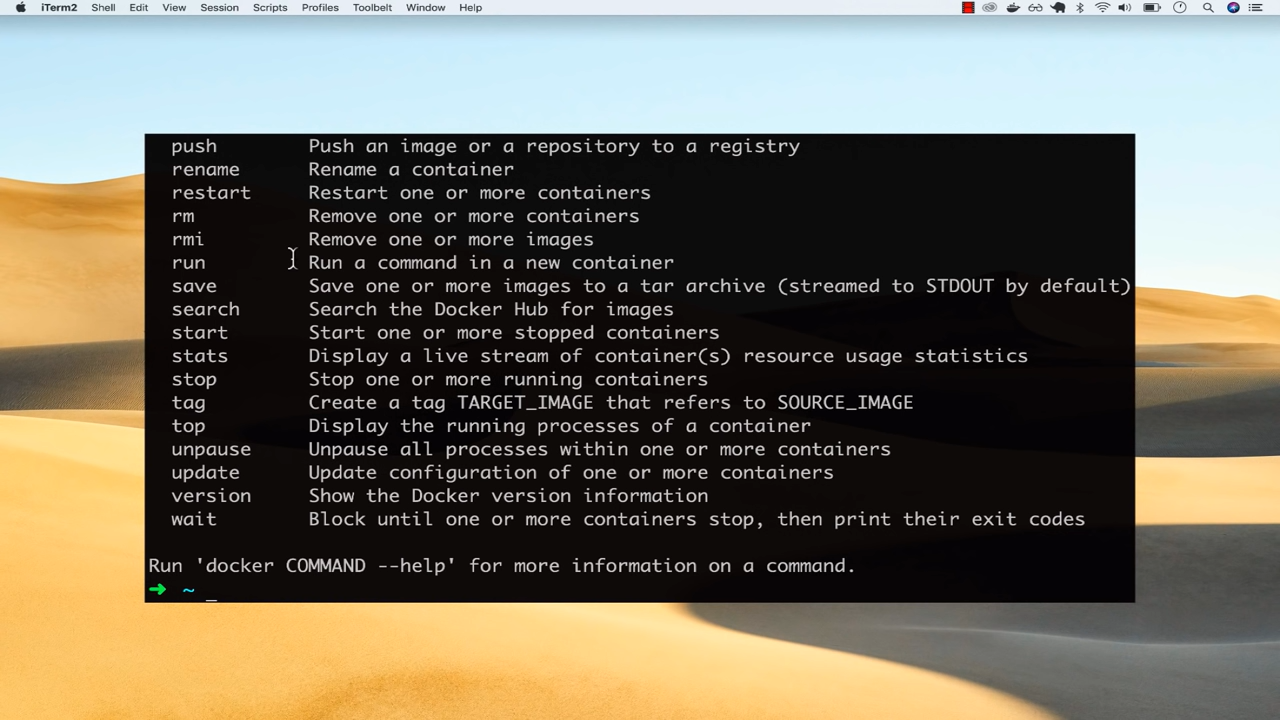 iTerm2 Shell Edit View Session Scripts Profiles Toolbelt Window Help
push Push an image or a repository to a registry
rename Rename a container
restart Restart one or more containers
rm Remove one or more containers
rmi Remove one or more images
run Run a command in a new container
save Save one or more images to a tar archive (streamed to STDOUT by default)
search Search the Docker Hub for images
start Start one or more stopped containers
stats Display a live stream of container(s) resource usage statistics
stop Stop one or more running containers
tag Create a tag TARGET_IMAGE that refers to SOURCE_IMAGE
top Display the running processes of a container
unpause Unpause all processes within one or more containers
update Update configuration of one or more containers
version Show the Docker version information
wait Block until one or more containers stop, then print their exit codes
Run 'docker COMMAND --help' for more information on a command.
➜ ~ _